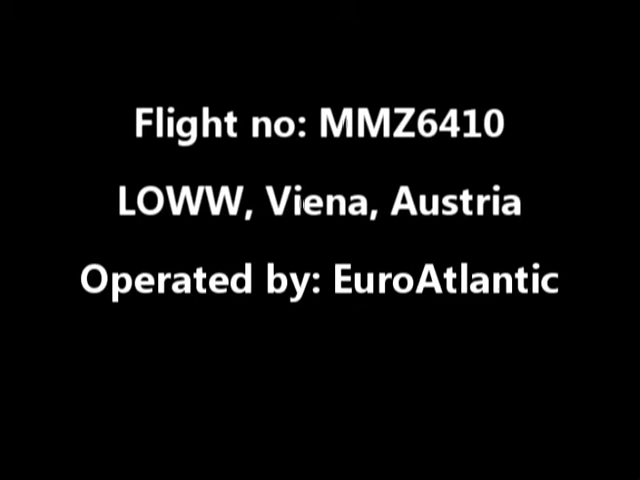 Flight no: MMZ6410
LOWW, Viena, Austria
Operated by: EuroAtlantic